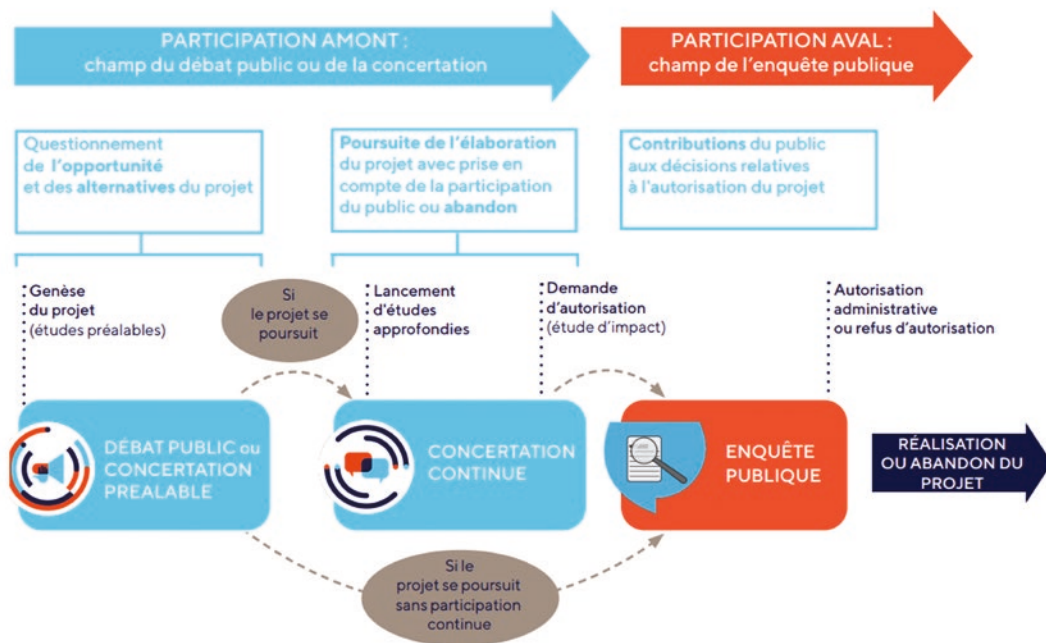 PARTICIPATION AMONT :
champ du débat public ou de la concertation
PARTICIPATION AVAL :
champ de l'enquête publique
Questionnement
de l'opportunité
et des alternatives du projet
Poursuite de l'élaboration
du projet avec prise en
compte de la participation
du public ou abandon
Contributions du public
aux décisions relatives
à l'autorisation du projet
Genèse
du projet
(études préalables)
Si
le projet se
poursuit
Lancement
d'études
approfondies
Demande
d'autorisation
(étude d'impact)
Autorisation
administrative
ou refus d'autorisation
DÉBAT PUBLIC OU
CONCERTATION
PREALABLE
CONCERTATION
CONTINUE
ENQUÊTE
PUBLIQUE
RÉALISATION
OU ABANDON DU
PROJET
Si le
projet se poursuit
sans participation
continue